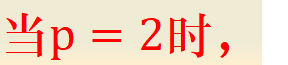 当p = 2时，